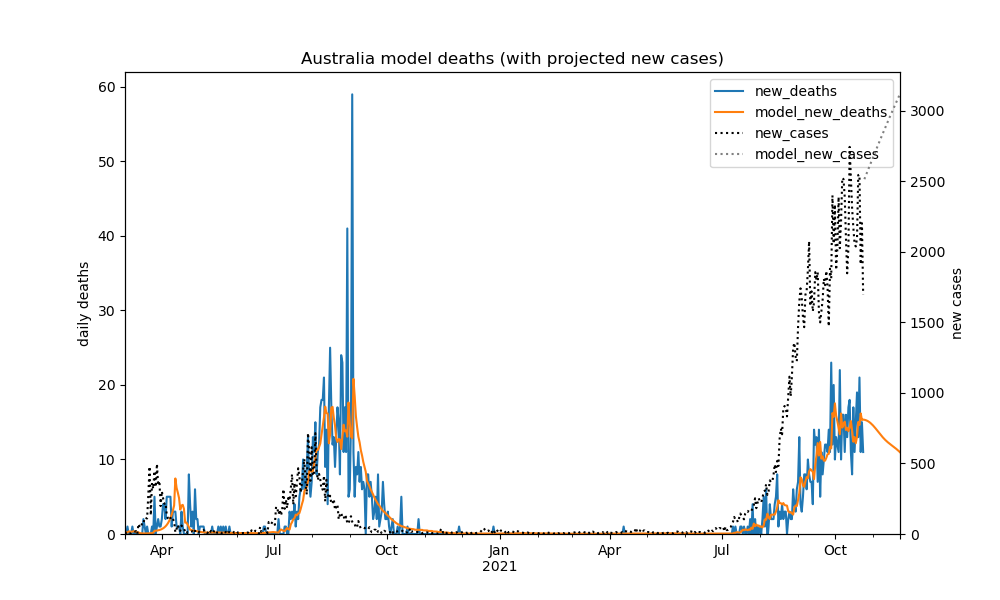 Australia model deaths (with projected new cases)
new_deaths
model_new_deaths
new_cases
model_new_cases
daily deaths
60
50
40
30
20
10
0
new cases
3000
2500
2000
1500
1000
500
0
Apr
Jul
Oct
Jan
2021
Apr
Jul
Oct